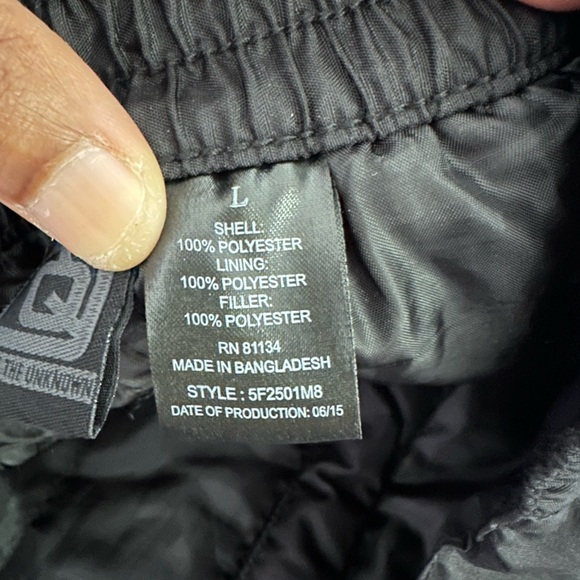 L
SHELL:
100% POLYESTER
LINING:
100% POLYESTER
FILLER:
100% POLYESTER
RN 81134
MADE IN BANGLADESH
STYLE : 5F2501M8
DATE OF PRODUCTION: 06/15
THE UNKNOWN